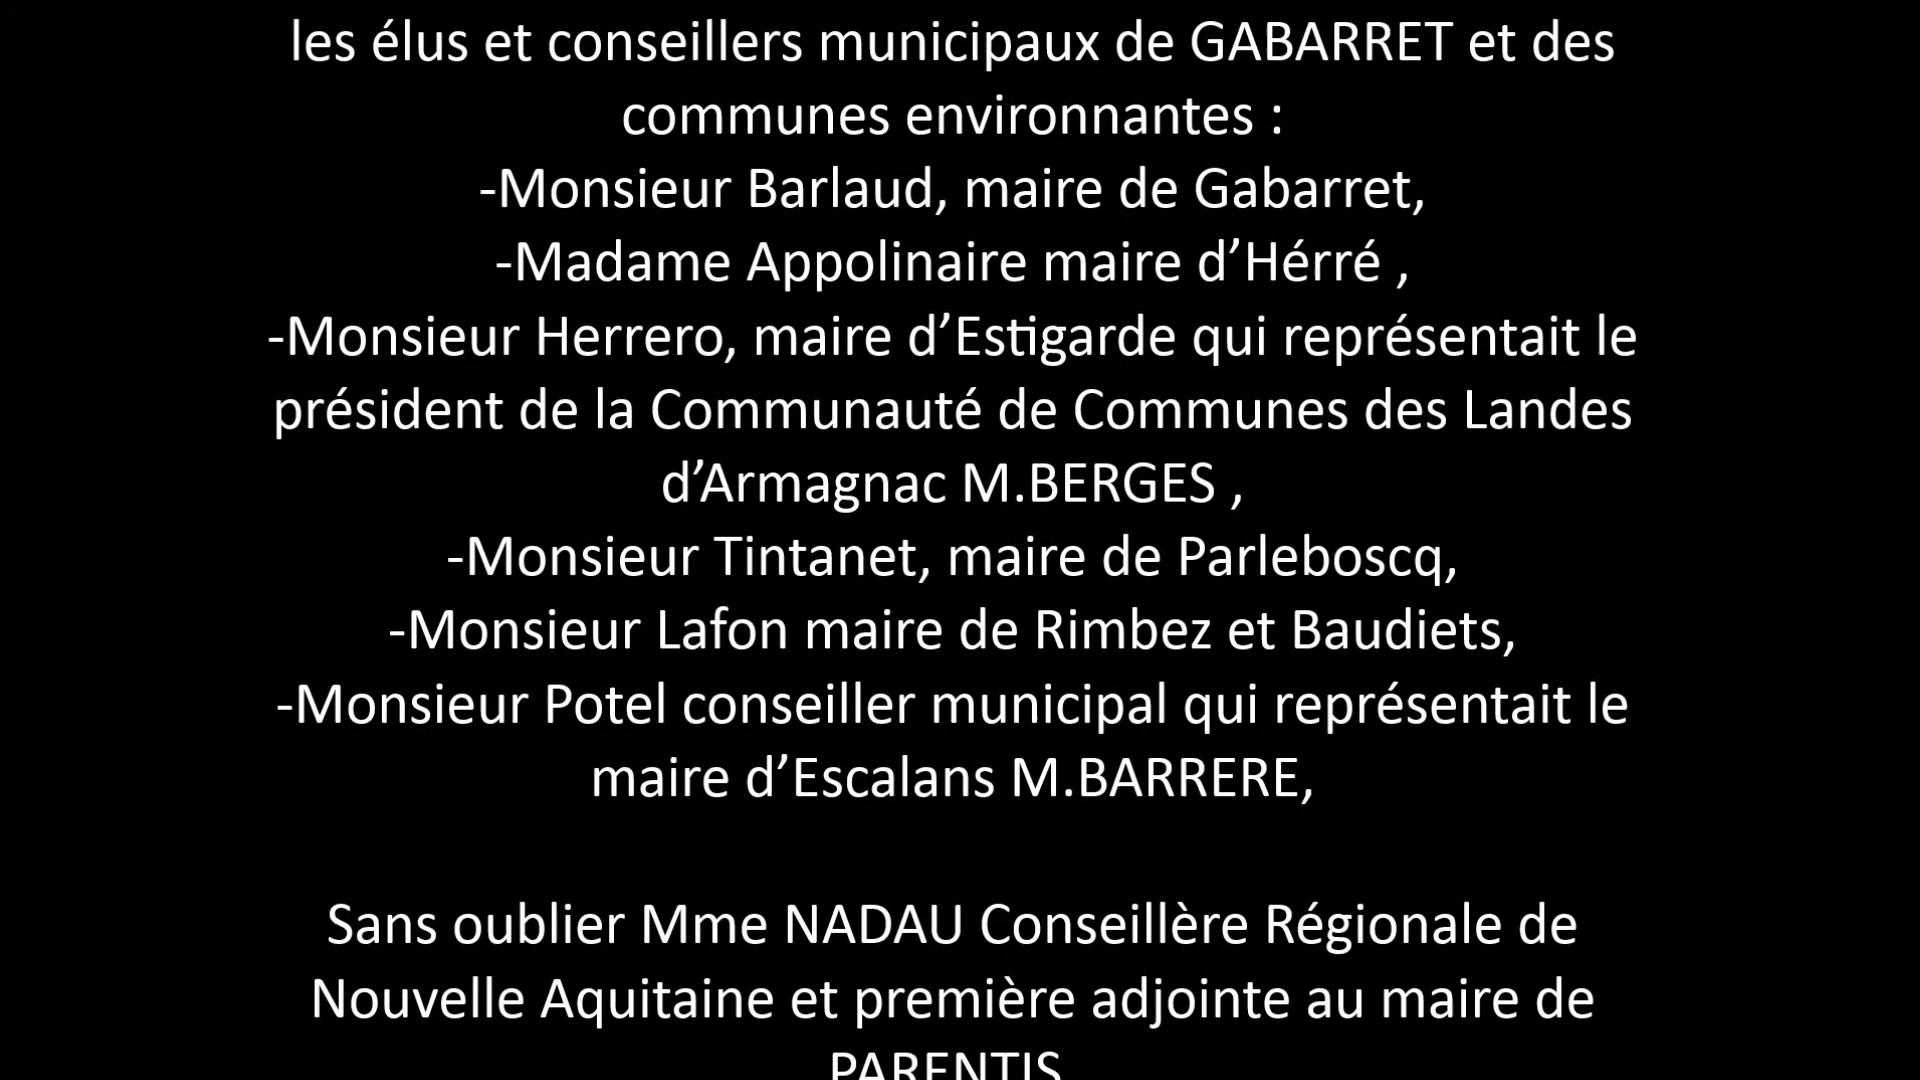 les élus et conseillers municipaux de GABARRET et des
communes environnantes :
-Monsieur Barlaud, maire de Gabarret,
-Madame Appolinaire maire d’Hérré ,
-Monsieur Herrero, maire d’Estigarde qui représentait le
président de la Communauté de Communes des Landes
d’Armagnac M.BERGES ,
-Monsieur Tintanet, maire de Parleboscq,
-Monsieur Lafon maire de Rimbez et Baudiets,
-Monsieur Potel conseiller municipal qui représentait le
maire d’Escalans M.BARRERE,
Sans oublier Mme NADAU Conseillère Régionale de
Nouvelle Aquitaine et première adjointe au maire de
PARENTIS